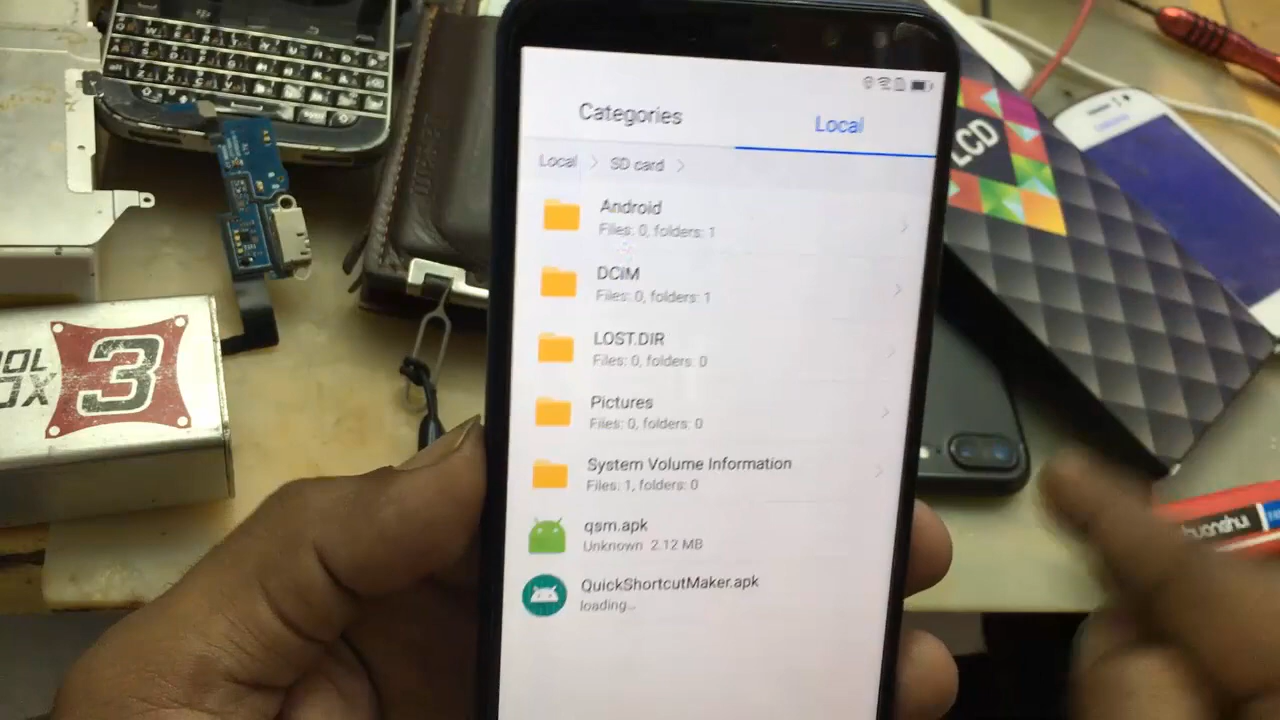 Categories
Local
Local > SD card >
Android
Files: 0, folders: 1
DCIM
Files: 0, folders: 1
LOST.DIR
Files: 0, folders: 0
Pictures
Files: 0, folders: 0
System Volume Information
Files: 1, folders: 0
qsm.apk
Unknown 2.12 MB
QuickShortcutMaker.apk
loading...
LCD
3